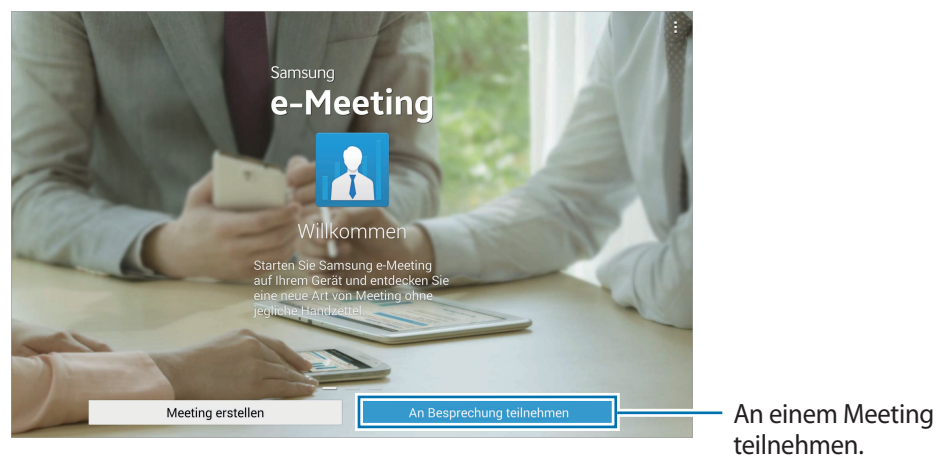 Samsung
e-Meeting
Willkommen
Starten Sie Samsung e-Meeting
auf Ihrem Gerät und entdecken Sie
eine neue Art von Meeting ohne
jegliche Handzettel.
Meeting erstellen
An Besprechung teilnehmen
An einem Meeting
teilnehmen.